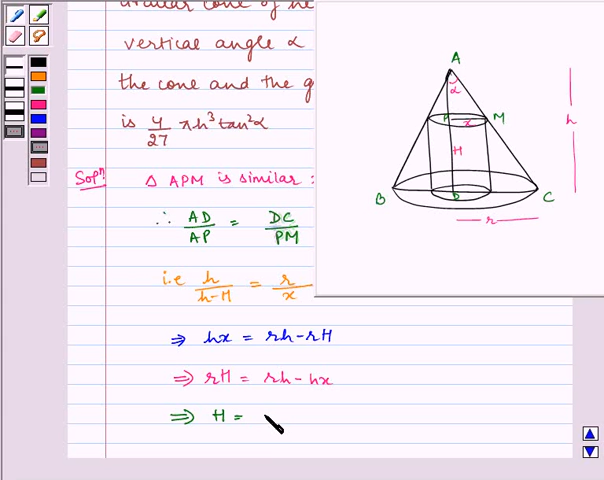 vertical angle α
the cone and the g
is 4/27 πh³tan²α
Solⁿ. △ APM is similar
∴ AD/AP = DC/PM
i.e h/h-H = r/x
⇒ hx = rh - rH
⇒ rH = rh - hx
⇒ H =
A
α
x
M
H
B
D
C
r
h